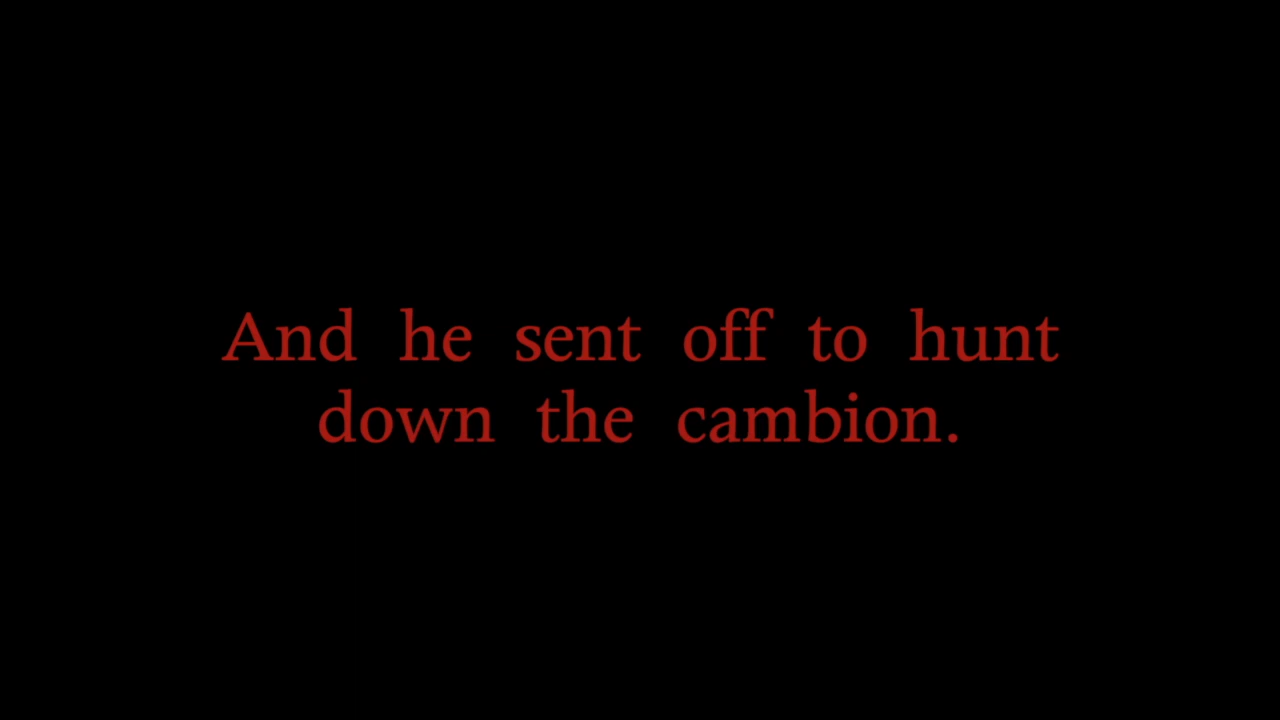 And he sent off to hunt
down the cambion.